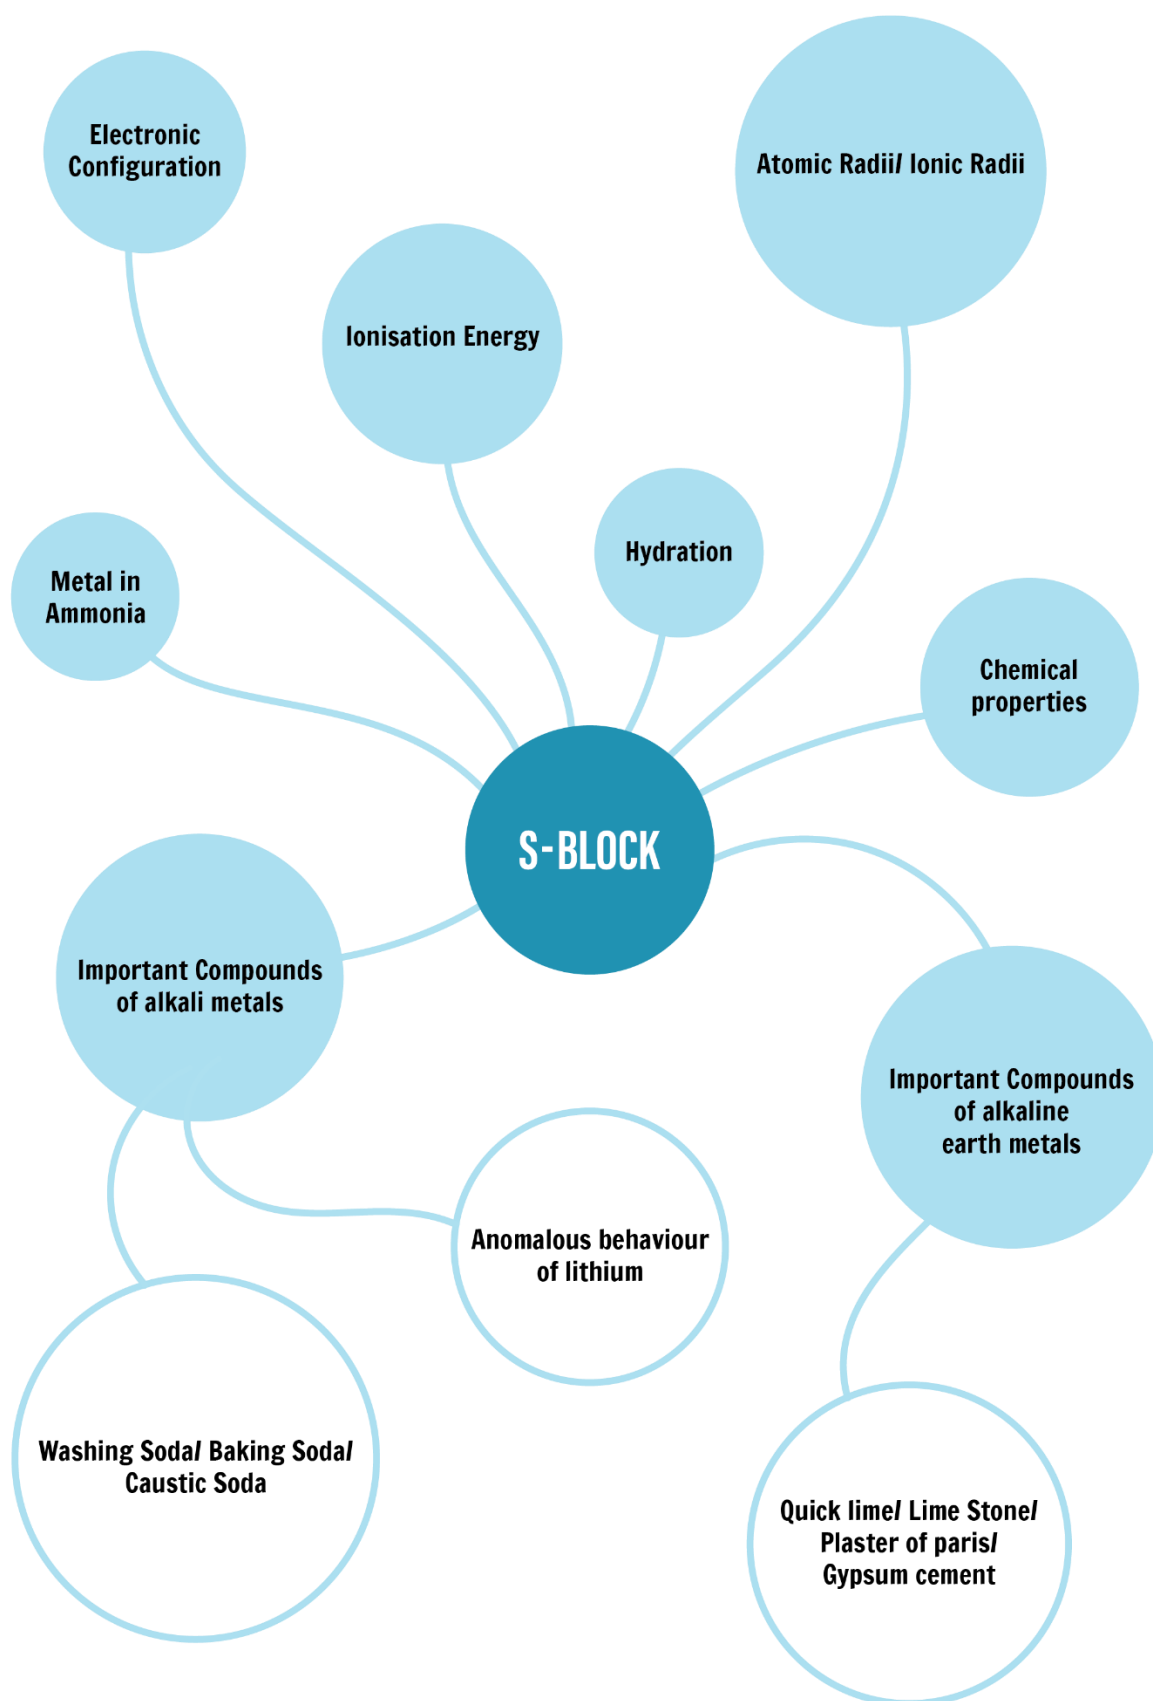 Electronic
Configuration
Atomic Radii/ Ionic Radii
Ionisation Energy
Hydration
Metal in
Ammonia
Chemical
properties
S-BLOCK
Important Compounds
of alkali metals
Important Compounds
of alkaline
earth metals
Anomalous behaviour
of lithium
Washing Soda/ Baking Soda/
Caustic Soda
Quick lime/ Lime Stone/
Plaster of paris/
Gypsum cement